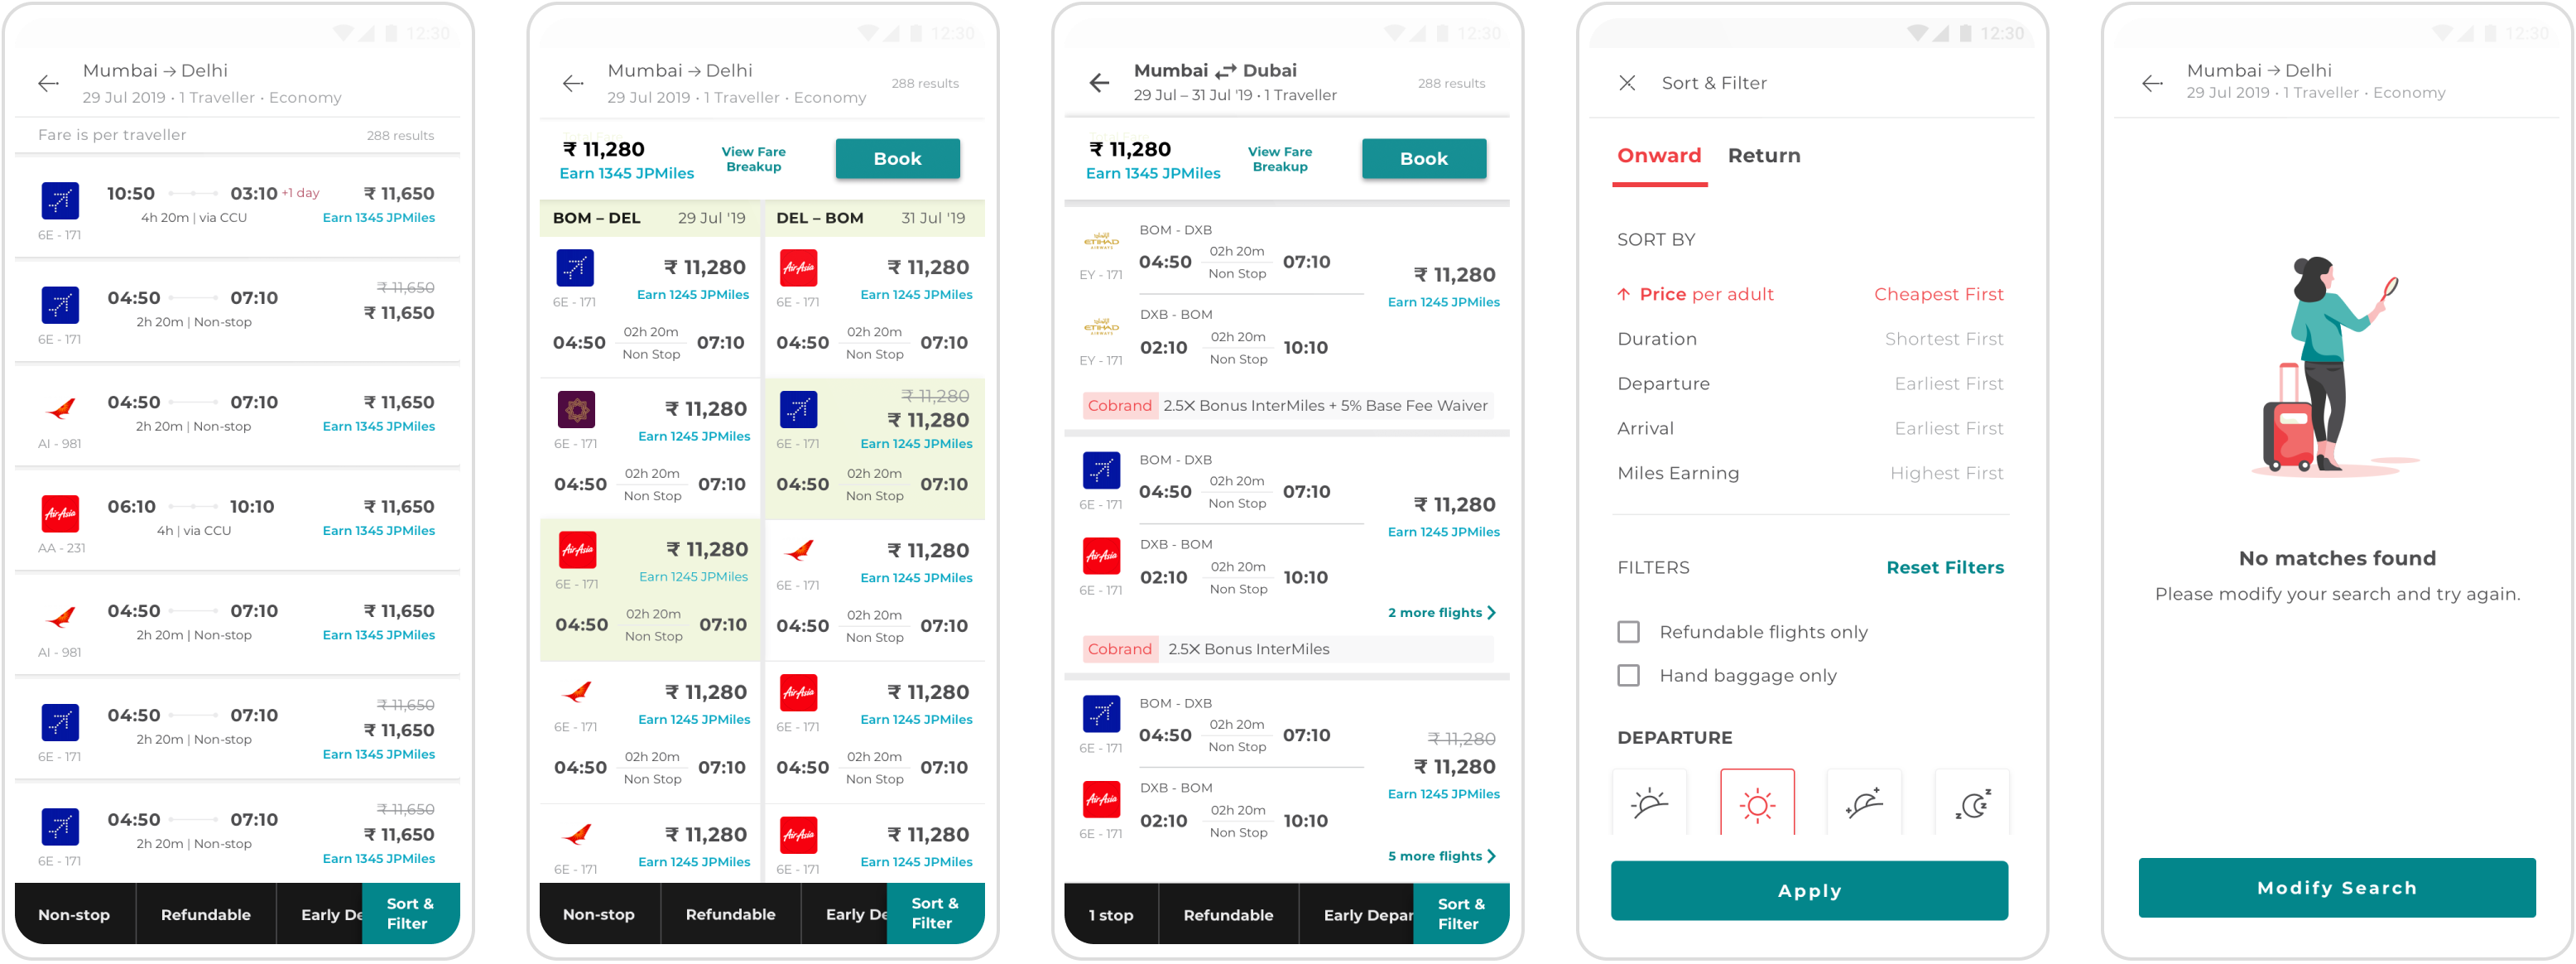 12:30
Mumbai → Delhi
29 Jul 2019 • 1 Traveller • Economy
Fare is per traveller 288 results
10:50 03:10 +1 day ₹ 11,650
4h 20m | via CCU Earn 1345 JPMiles
6E - 171
₹ 11,650
04:50 07:10 ₹ 11,650
2h 20m | Non-stop
6E - 171
04:50 07:10 ₹ 11,650
2h 20m | Non-stop Earn 1345 JPMiles
AI - 981
06:10 10:10 ₹ 11,650
AirAsia
4h | via CCU Earn 1345 JPMiles
AA - 231
04:50 07:10 ₹ 11,650
2h 20m | Non-stop Earn 1345 JPMiles
AI - 981
₹ 11,650
04:50 07:10 ₹ 11,650
2h 20m | Non-stop Earn 1345 JPMiles
6E - 171
₹ 11,650
04:50 07:10 ₹ 11,650
2h 20m | Non-stop Earn 1345 JPMiles
6E - 171
Non-stop Refundable Early De Sort &
Filter
12:30
Mumbai → Delhi
29 Jul 2019 • 1 Traveller • Economy 288 results
Total Fare
₹ 11,280 View Fare Book
Earn 1345 JPMiles Breakup
BOM – DEL 29 Jul '19 DEL – BOM 31 Jul '19
₹ 11,280 AirAsia ₹ 11,280
6E - 171 Earn 1245 JPMiles 6E - 171 Earn 1245 JPMiles
04:50 02h 20m 07:10 04:50 02h 20m 07:10
Non Stop Non Stop
₹ 11,280
₹ 11,280 ₹ 11,280
6E - 171 Earn 1245 JPMiles 6E - 171 Earn 1245 JPMiles
04:50 02h 20m 07:10 04:50 02h 20m 07:10
Non Stop Non Stop
AirAsia ₹ 11,280 ₹ 11,280
6E - 171 Earn 1245 JPMiles 6E - 171 Earn 1245 JPMiles
04:50 02h 20m 07:10 04:50 02h 20m 07:10
Non Stop Non Stop
₹ 11,280 AirAsia ₹ 11,280
6E - 171 Earn 1245 JPMiles 6E - 171 Earn 1245 JPMiles
04:50 02h 20m 07:10 04:50 02h 20m 07:10
Non Stop Non Stop
₹ 11,280 AirAsia ₹ 11,280
6E - 171 Earn 1245 JPMiles 6E - 171 Earn 1245 JPMiles
Non-stop Refundable Early De Sort &
Filter
12:30
Mumbai ⇄ Dubai
29 Jul – 31 Jul '19 • 1 Traveller 288 results
Total Fare
₹ 11,280 View Fare Book
Earn 1345 JPMiles Breakup
BOM - DXB
ETIHAD
AIRWAYS
EY - 171 04:50 02h 20m 07:10 ₹ 11,280
Non Stop
Earn 1245 JPMiles
DXB - BOM
ETIHAD
AIRWAYS
EY - 171 02:10 02h 20m 10:10
Non Stop
Cobrand 2.5X Bonus InterMiles + 5% Base Fee Waiver
BOM - DXB
6E - 171 04:50 02h 20m 07:10 ₹ 11,280
Non Stop
Earn 1245 JPMiles
DXB - BOM
AirAsia
6E - 171 02:10 02h 20m 10:10
Non Stop
2 more flights
Cobrand 2.5X Bonus InterMiles
BOM - DXB
6E - 171 04:50 02h 20m 07:10 ₹ 11,280
Non Stop
₹ 11,280
DXB - BOM Earn 1245 JPMiles
AirAsia
6E - 171 02:10 02h 20m 10:10
Non Stop
5 more flights
1 stop Refundable Early Depar Sort &
Filter
12:30
Sort & Filter
Onward Return
SORT BY
↑ Price per adult Cheapest First
Duration Shortest First
Departure Earliest First
Arrival Earliest First
Miles Earning Highest First
FILTERS Reset Filters
Refundable flights only
Hand baggage only
DEPARTURE
z z z
Apply
12:30
Mumbai → Delhi
29 Jul 2019 • 1 Traveller • Economy
No matches found
Please modify your search and try again.
Modify Search